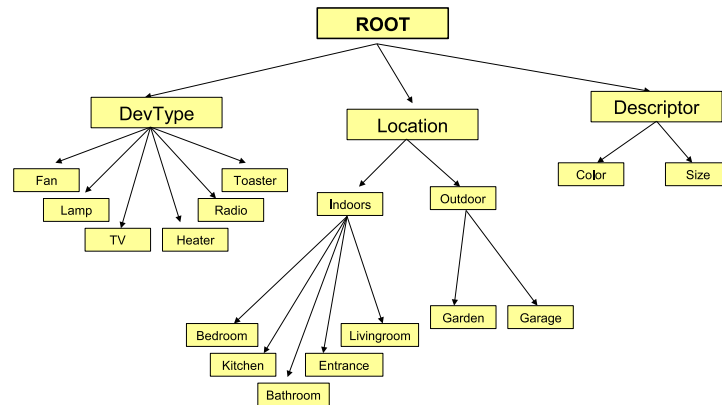 ROOT
DevType
Location
Descriptor
Fan
Toaster
Color
Size
Lamp
Radio
Indoors
Outdoor
TV
Heater
Bedroom
Livingroom
Garden
Garage
Kitchen
Entrance
Bathroom